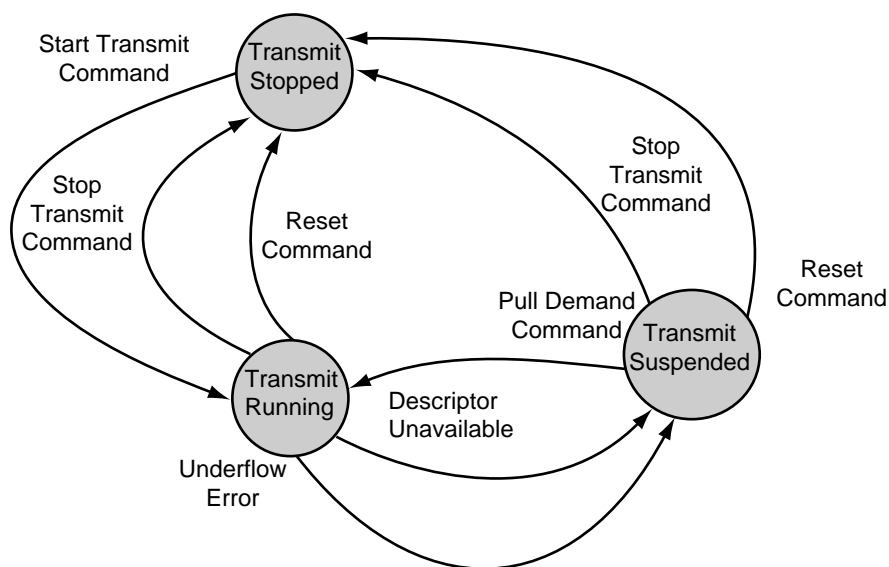 Start Transmit
Command
Transmit
Stopped
Stop
Transmit
Command
Reset
Command
Stop
Transmit
Command
Reset
Command
Pull Demand
Command
Transmit
Suspended
Transmit
Running
Descriptor
Unavailable
Underflow
Error